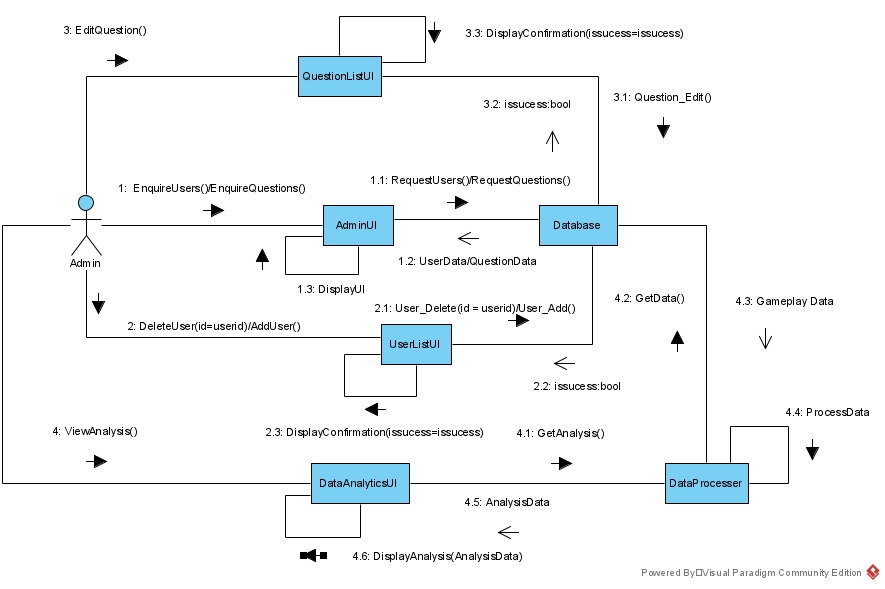 3: EditQuestion()
3.3: DisplayConfirmation(issucess=issucess)
QuestionListUI
3.1: Question_Edit()
3.2: issucess:bool
1: EnquireUsers()/EnquireQuestions()
1.1: RequestUsers()/RequestQuestions()
AdminUI
Database
Admin
1.2: UserData/QuestionData
1.3: DisplayUI
4.2: GetData()
4.3: Gameplay Data
2.1: User_Delete(id = userid)/User_Add()
2: DeleteUser(id=userid)/AddUser()
UserListUI
2.2: issucess:bool
4.4: ProcessData
4: ViewAnalysis()
2.3: DisplayConfirmation(issucess=issucess)
4.1: GetAnalysis()
DataAnalyticsUI
DataProcesser
4.5: AnalysisData
4.6: DisplayAnalysis(AnalysisData)
Powered By□Visual Paradigm Community Edition